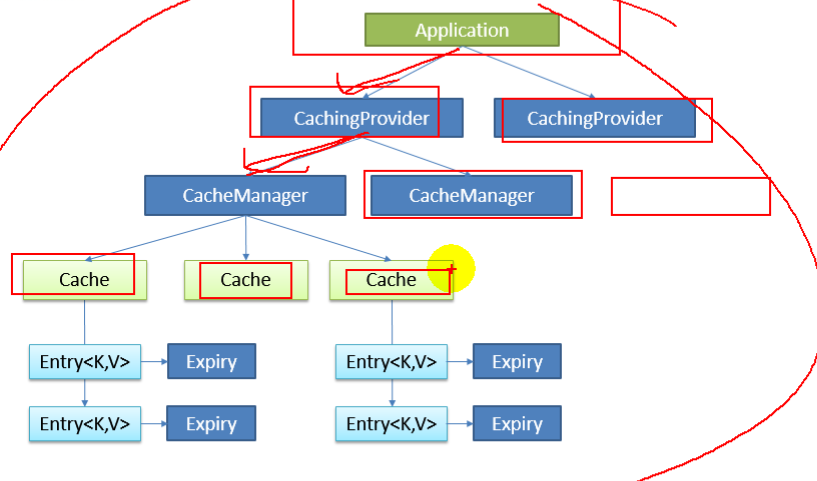 Application
CachingProvider CachingProvider
CacheManager CacheManager
Cache Cache Cache
Entry<K,V> Expiry Entry<K,V> Expiry
Entry<K,V> Expiry Entry<K,V> Expiry